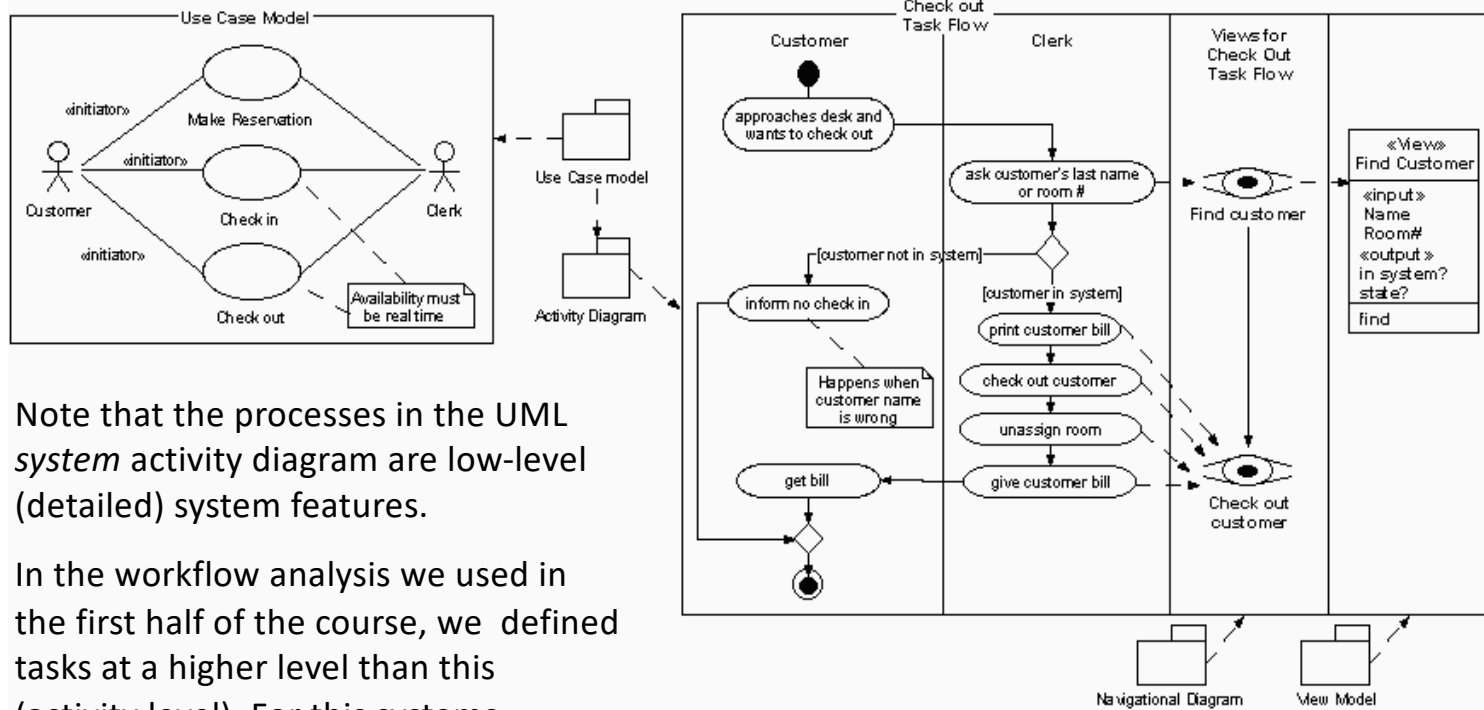 Use Case Model
«initiator»
Make Reservation
«initiator»
Customer
Clerk
Check in
«initiator»
Availability must
be real time
Check out
Use Case model
Activity Diagram
Check out
Task Flow
Customer
Clerk
Views for
Check Out
Task Flow
approaches desk and
wants to check out
ask customer's last name
or room #
Find customer
«View»
Find Customer
«input»
Name
Room#
«output»
in system?
state?
find
[customer not in system]
[customer in system]
inform no check in
print customer bill
Happens when
customer name
is wrong
check out customer
unassign room
get bill
give customer bill
Check out
customer
Navigational Diagram
View Model
Note that the processes in the UML
system activity diagram are low-level
(detailed) system features.
In the workflow analysis we used in
the first half of the course, we defined
tasks at a higher level than this
(activity level). For this systems